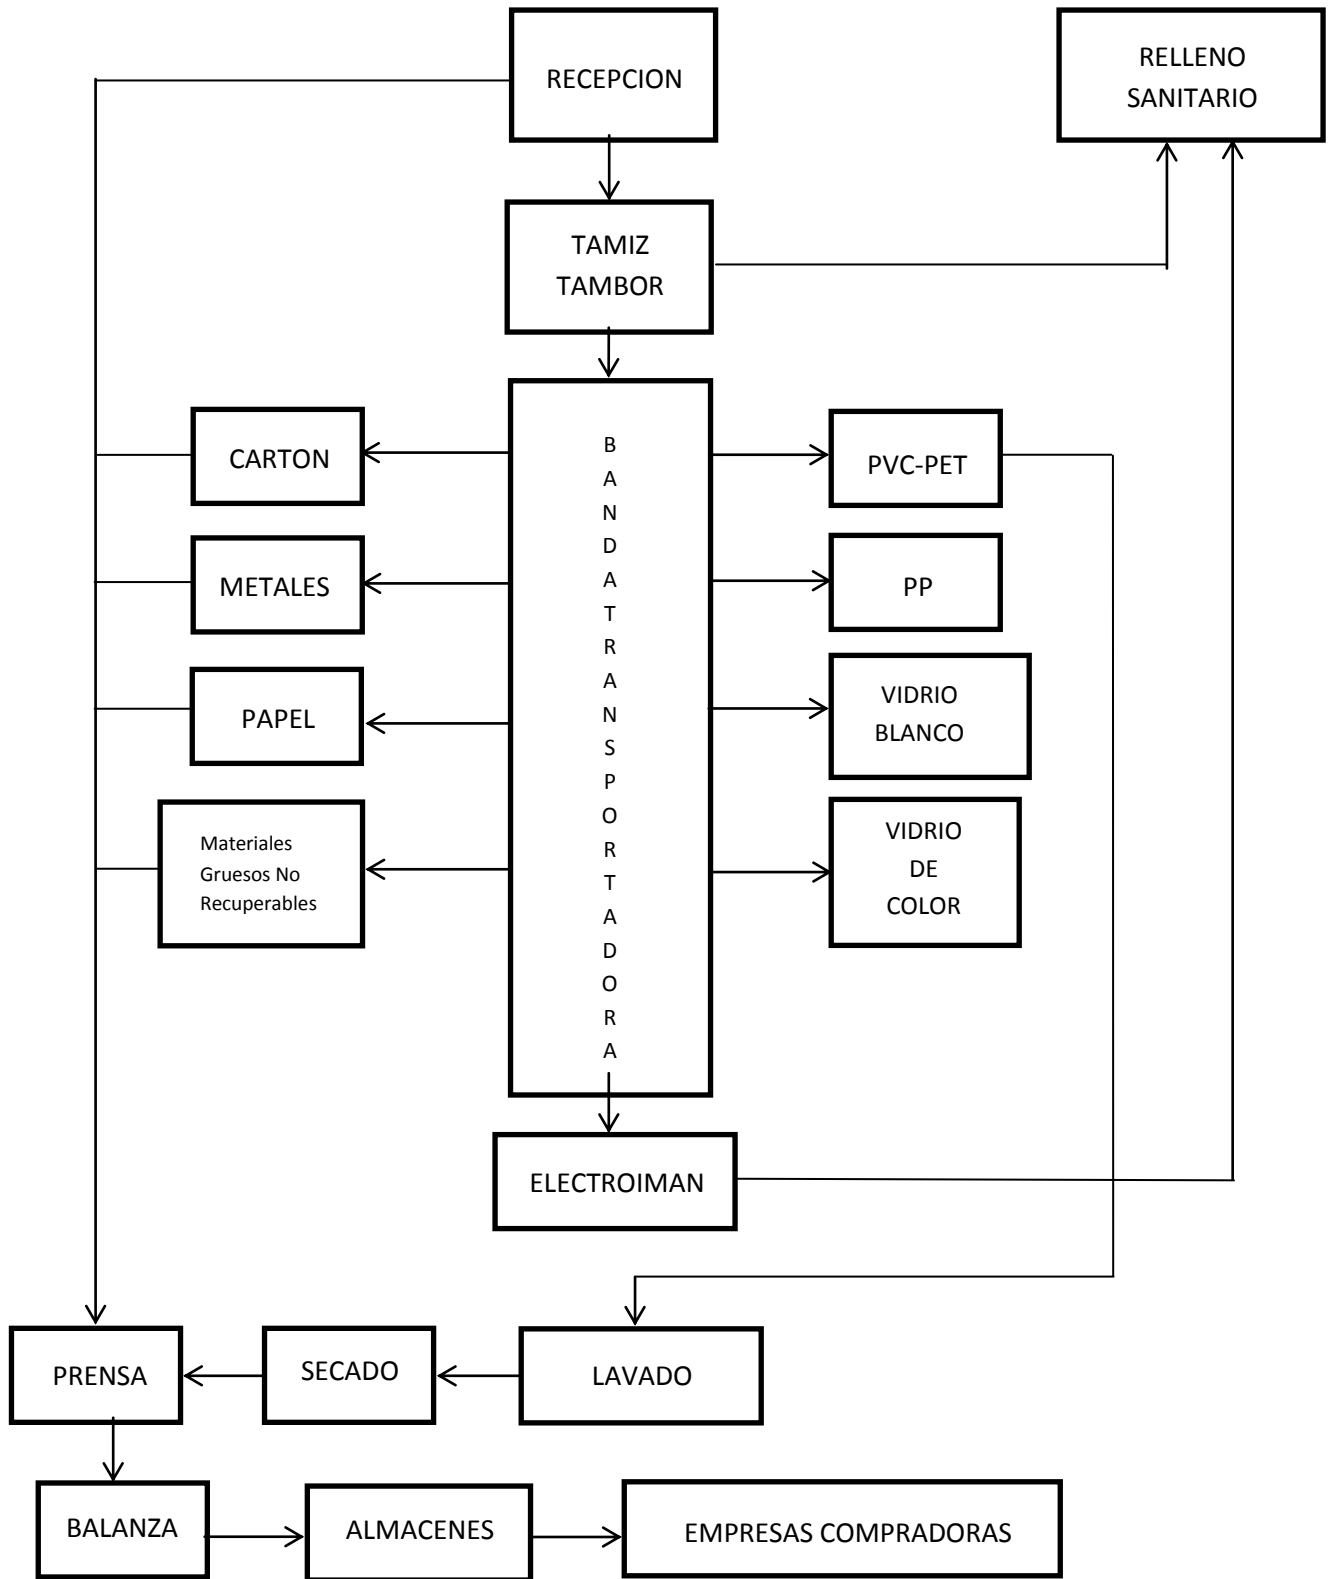 RECEPCION
RELLENO
SANITARIO
TAMIZ
TAMBOR
CARTON
METALES
PAPEL
Materiales
Gruesos No
Recuperables
B
A
N
D
A
T
R
A
N
S
P
O
R
T
A
D
O
R
A
PVC-PET
PP
VIDRIO
BLANCO
VIDRIO
DE
COLOR
ELECTROIMAN
PRENSA
SECADO
LAVADO
BALANZA
ALMACENES
EMPRESAS COMPRADORAS